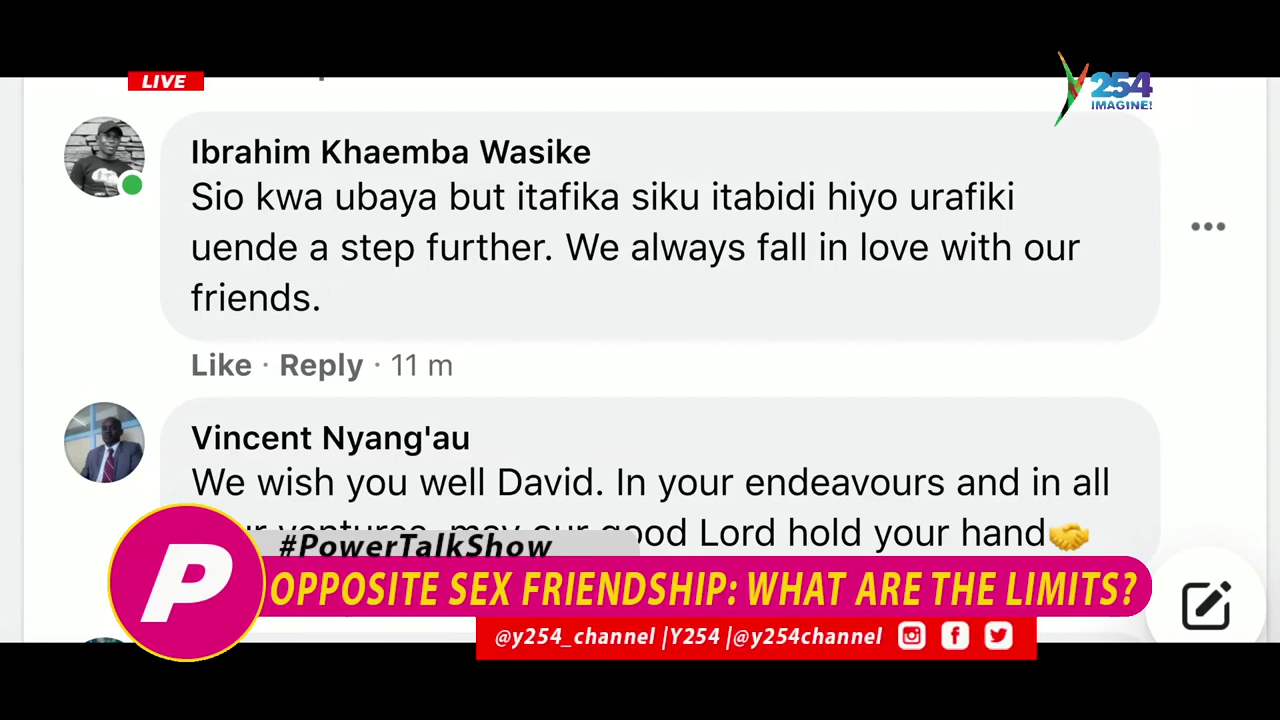 LIVE
Y254
IMAGINE!
Ibrahim Khaemba Wasike
Sio kwa ubaya but itafika siku itabidi hiyo urafiki
uende a step further. We always fall in love with our
friends.
Like · Reply · 11 m
Vincent Nyang'au
We wish you well David. In your endeavours and in all
may our good Lord hold your hand🤝
#PowerTalkShow
P
OPPOSITE SEX FRIENDSHIP: WHAT ARE THE LIMITS?
@y254_channel |Y254 |@y254channel